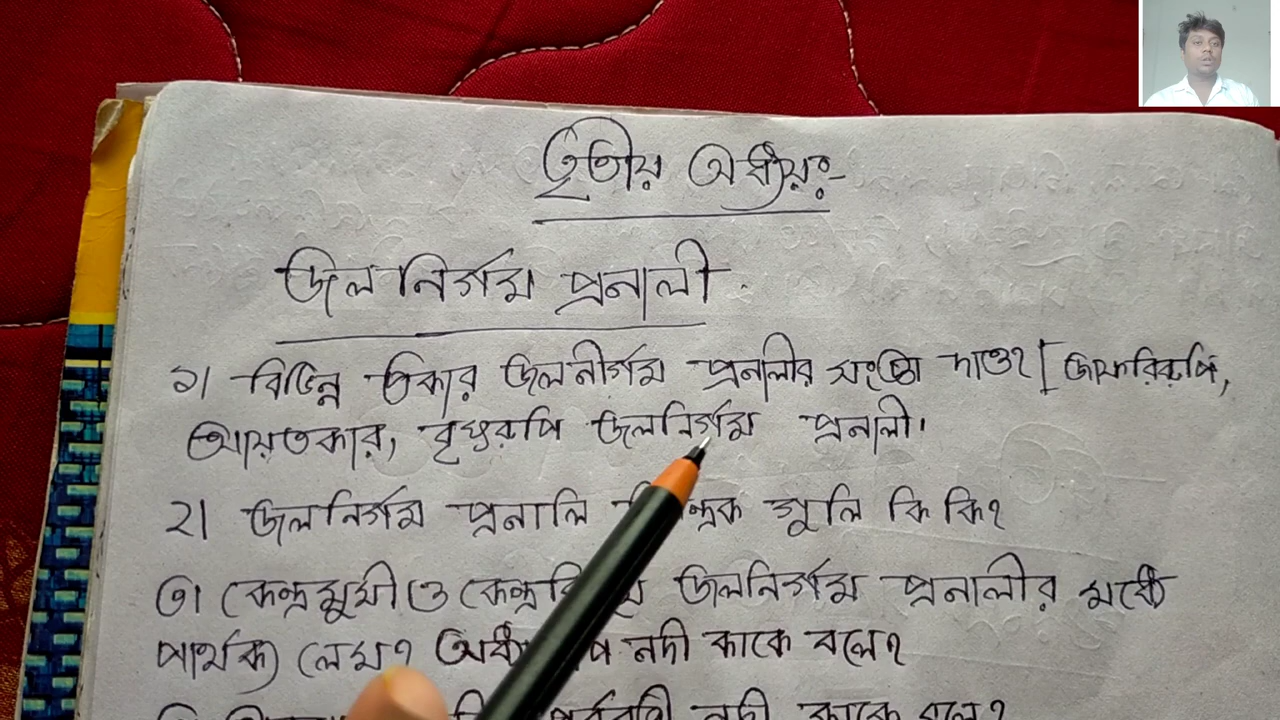 তৃতীয় অধ্যায়ঃ-
জলনির্গম প্রনালী
১। বিভিন্ন প্রকার জলনীর্গম প্রনালীর সংজ্ঞা দাও? [জাফরিরূপি,
আয়তকার, বৃক্ষরুপি জলনির্গম প্রনালী।
২। জলনির্গম প্রনালি গুলি কি কি?
৩। কেন্দ্রমুখী ও জলনির্গম প্রনালীর মধ্যে
পার্থক্য লেখ? নদী কাকে বলে?
নদী কাকে বলে?